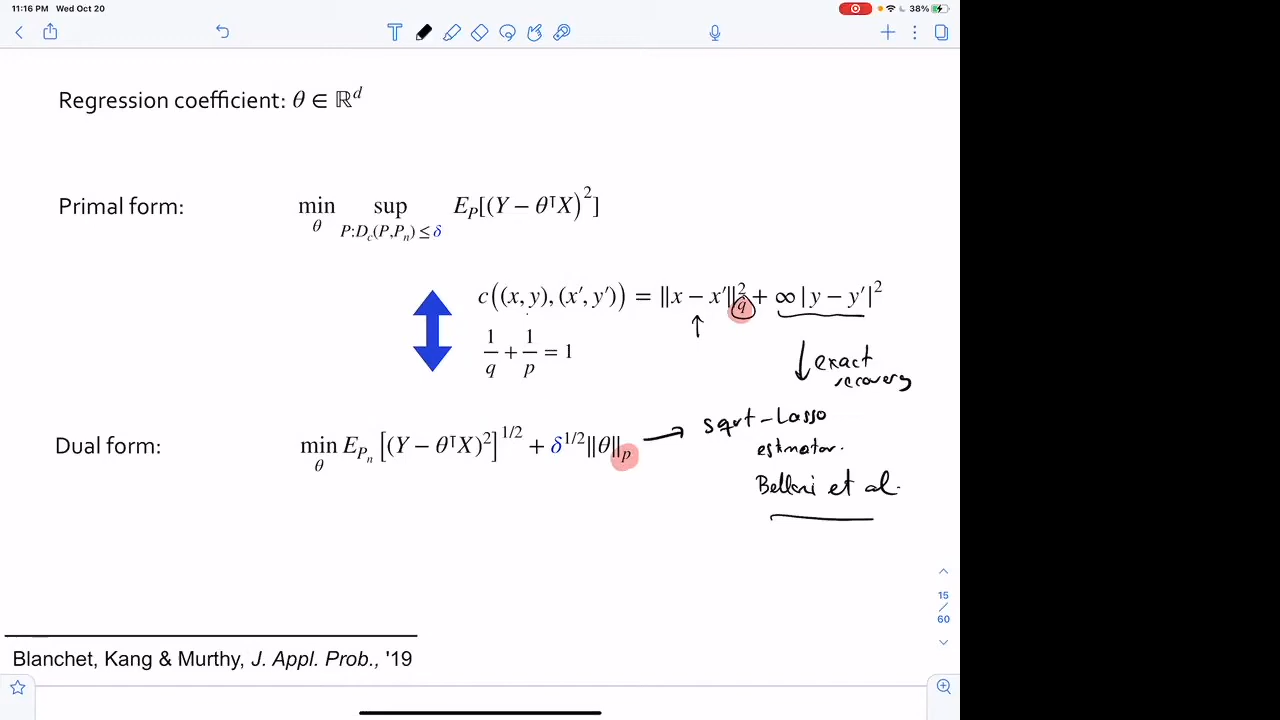 11:16 PM Wed Oct 20
38%
Regression coefficient: θ ∈ ℝ^d
Primal form: min_θ sup_{P:D_c(P,P_n) ≤ δ} E_P[(Y − θ^⊺X)^2]
c((x, y), (x′, y′)) = ‖x − x′‖_q^2 + ∞|y − y′|^2
1/q + 1/p = 1
exact
recovery
Dual form: min_θ E_{P_n}[(Y − θ^⊺X)^2]^{1/2} + δ^{1/2}‖θ‖_p
sqrt-Lasso
estimator.
Belloni et al.
15
/
60
Blanchet, Kang & Murthy, J. Appl. Prob., '19